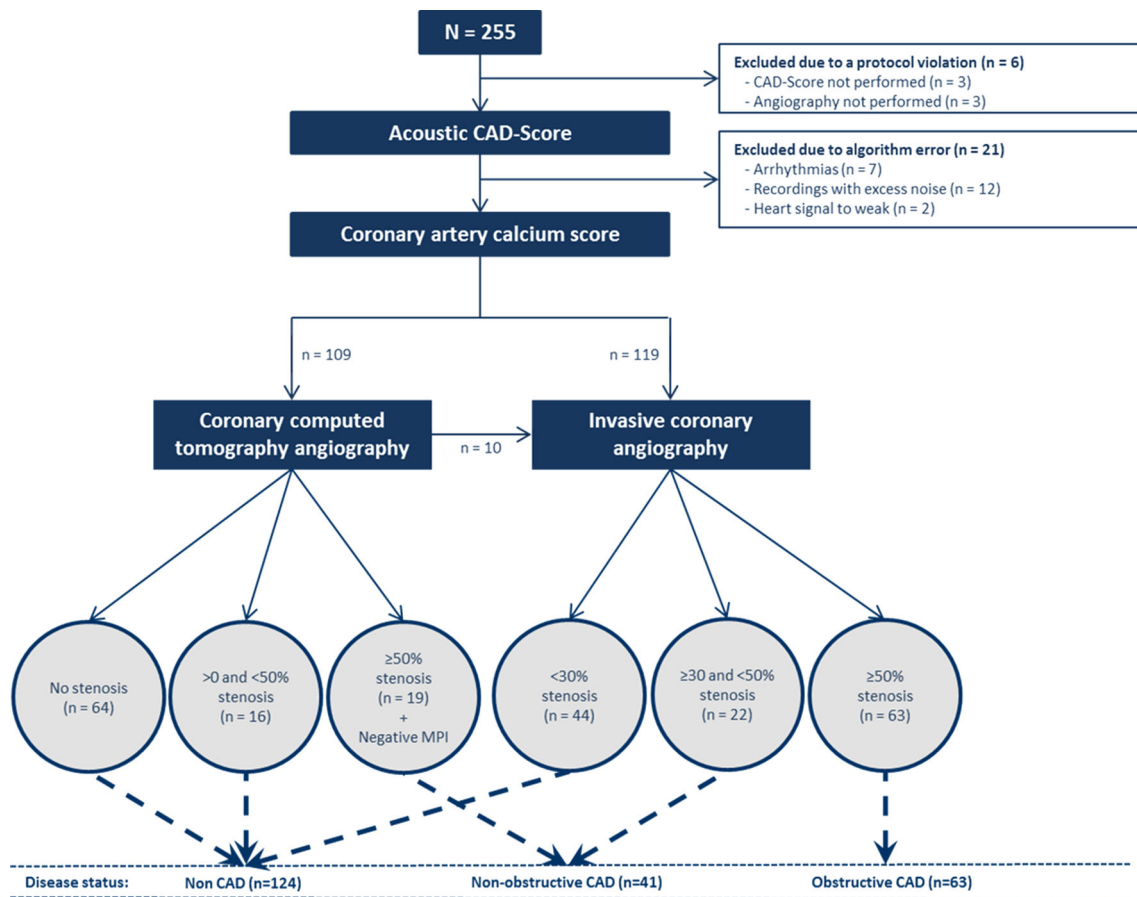 N = 255
Excluded due to a protocol violation (n = 6)
- CAD-Score not performed (n = 3)
- Angiography not performed (n = 3)
Acoustic CAD-Score
Excluded due to algorithm error (n = 21)
- Arrhythmias (n = 7)
- Recordings with excess noise (n = 12)
- Heart signal to weak (n = 2)
Coronary artery calcium score
n = 109
n = 119
Coronary computed
tomography angiography
n = 10
Invasive coronary
angiography
No stenosis
(n = 64)
>0 and <50%
stenosis
(n = 16)
≥50%
stenosis
(n = 19)
+
Negative MPI
<30%
stenosis
(n = 44)
≥30 and <50%
stenosis
(n = 22)
≥50%
stenosis
(n = 63)
Disease status: Non CAD (n=124) Non-obstructive CAD (n=41) Obstructive CAD (n=63)